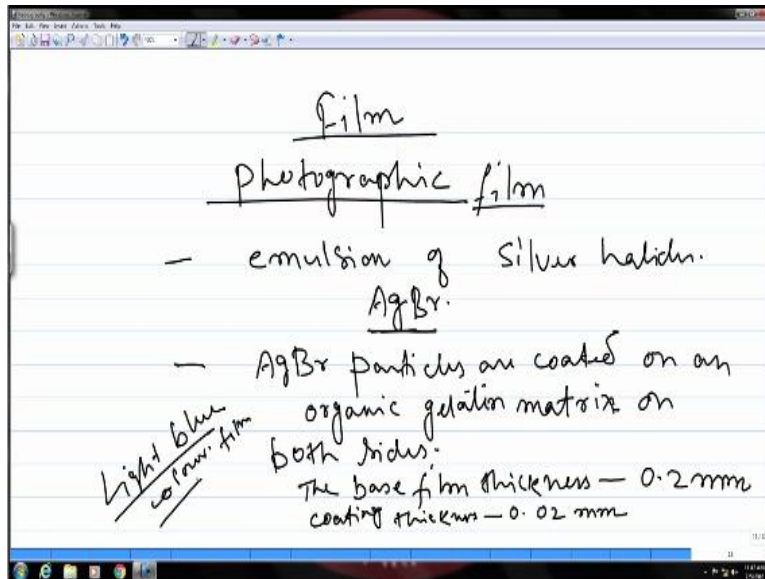 Film
Photographic film
— emulsion of silver halides.
AgBr.
— AgBr particles are coated on an
organic gelatin matrix on
both sides.
The base film thickness — 0.2 mm
coating thickness — 0.02 mm
Light blue
colour film